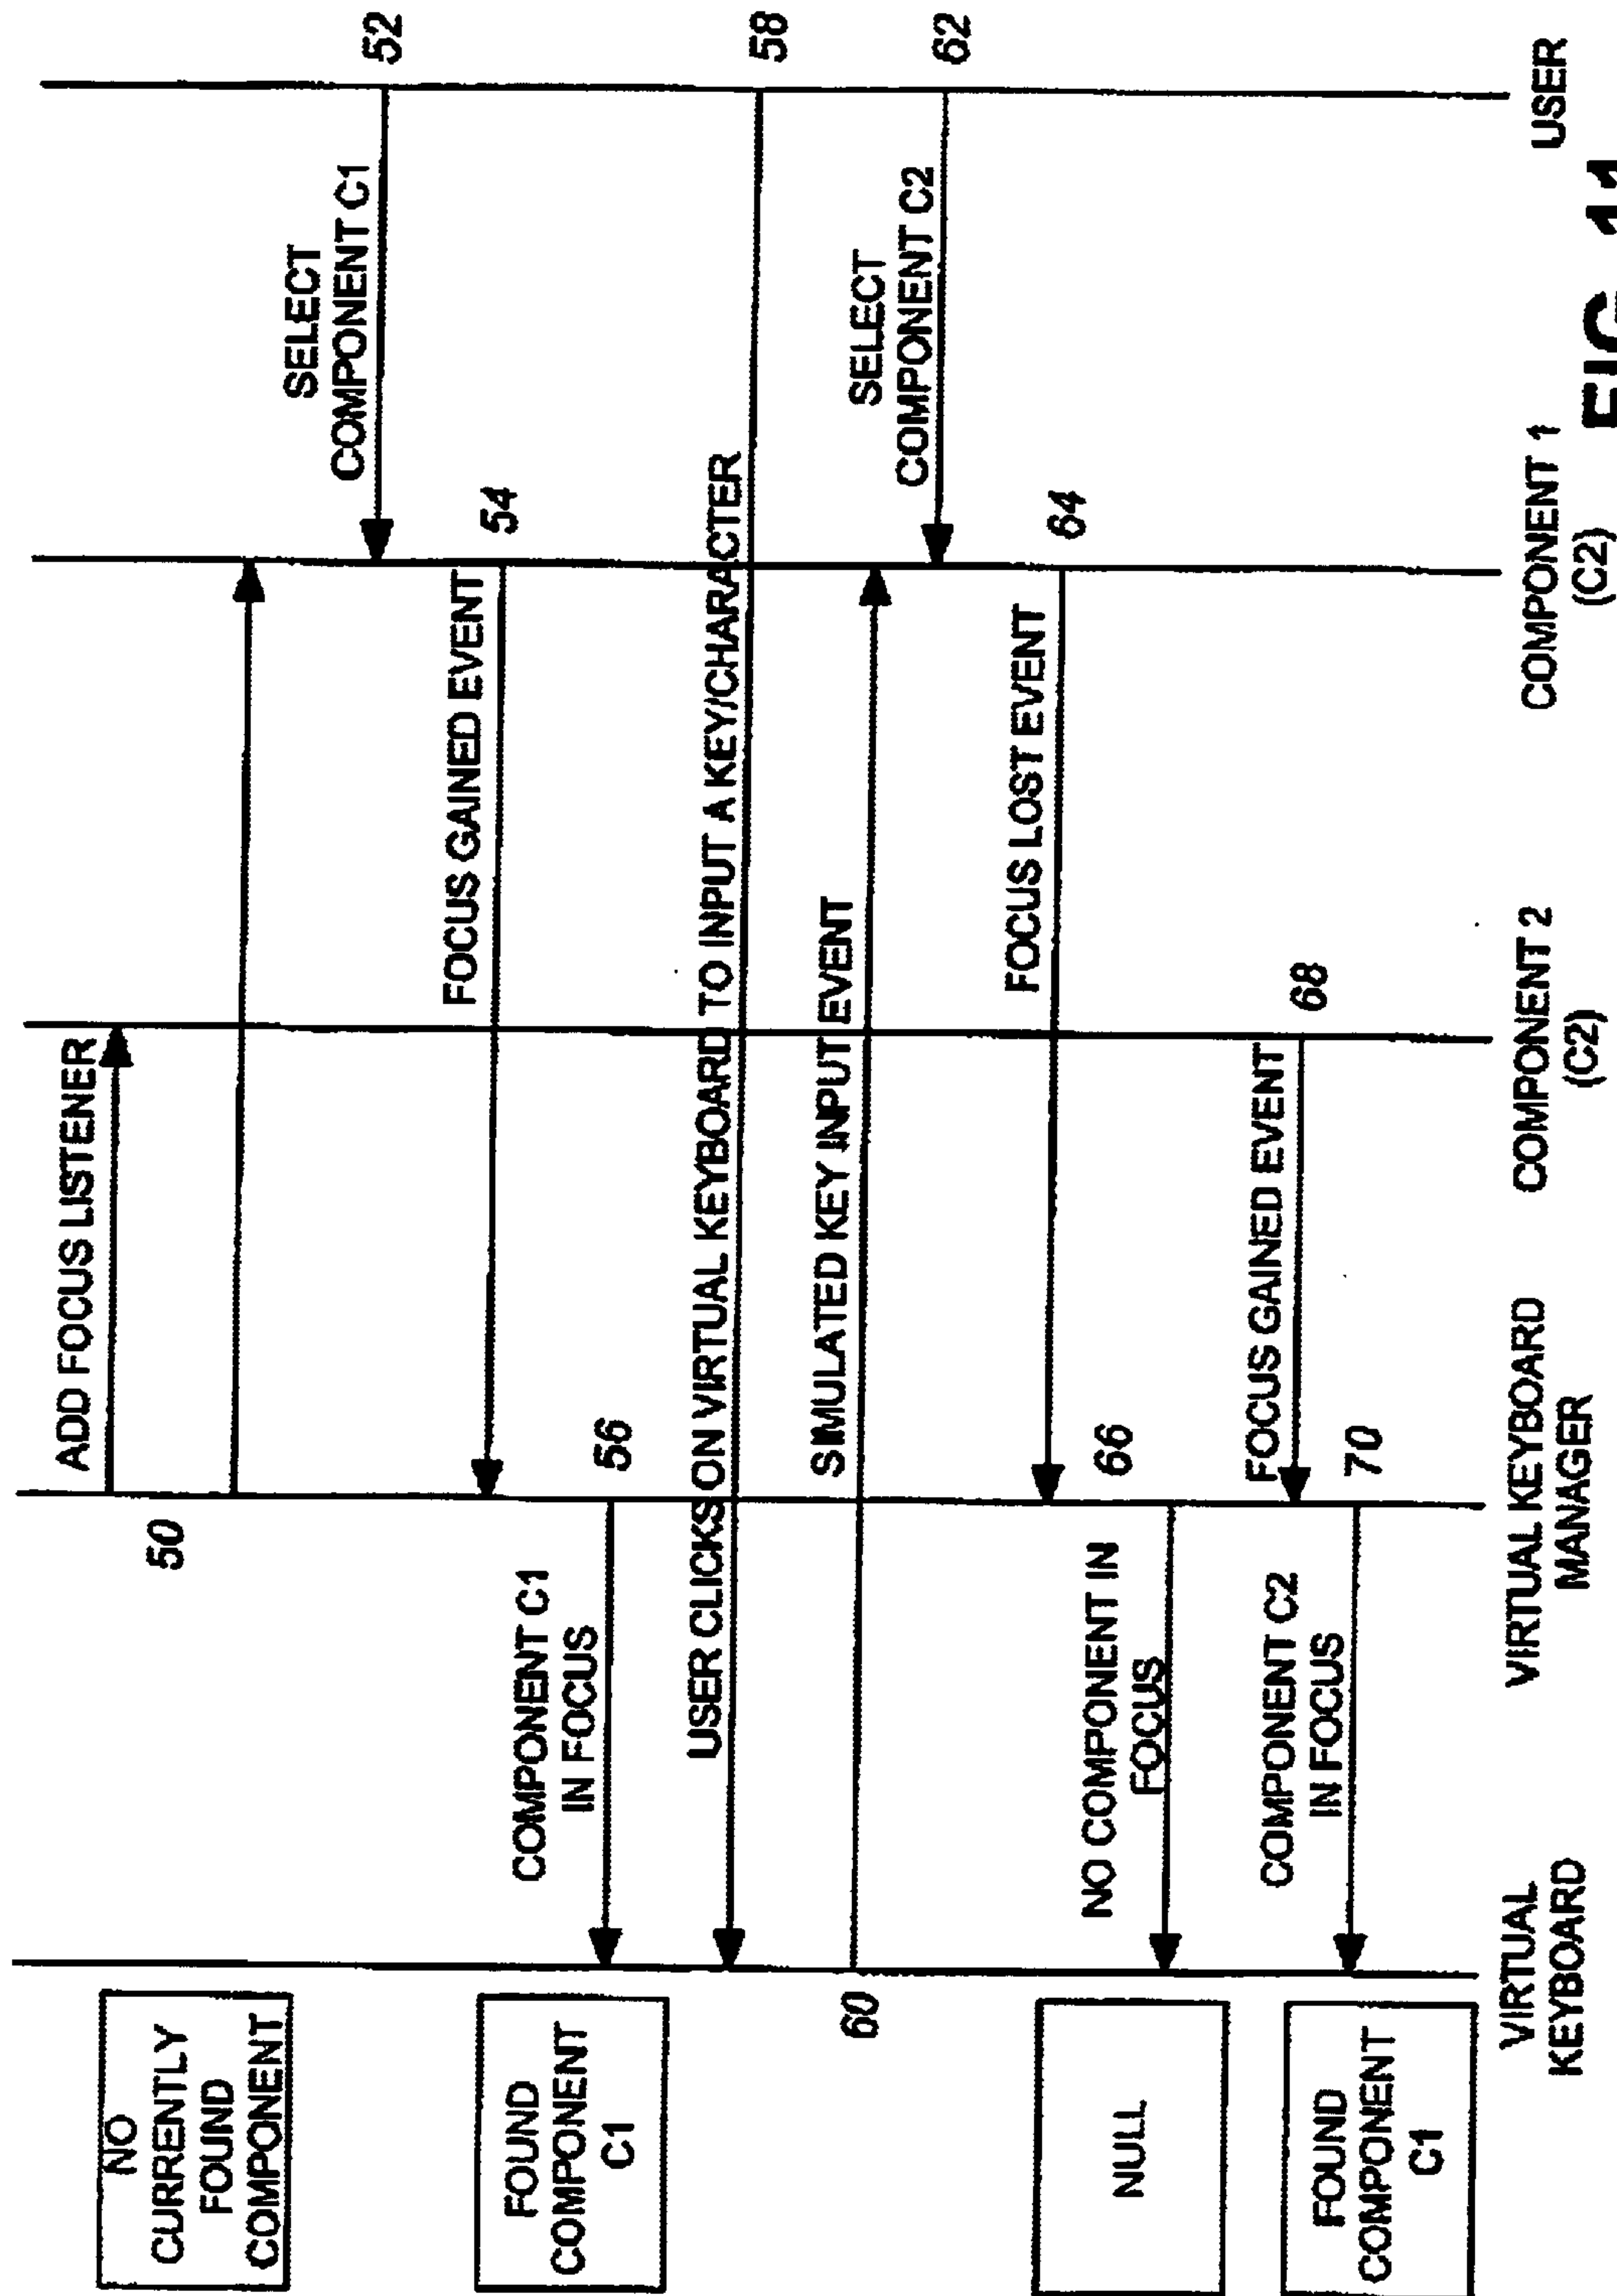 NO
CURRENTLY
FOUND
COMPONENT
FOUND
COMPONENT
C1
NULL
FOUND
COMPONENT
C1
50
ADD FOCUS LISTENER
SELECT
COMPONENT C1
52
FOCUS GAINED EVENT
54
COMPONENT C1
IN FOCUS
56
USER CLICKS ON VIRTUAL KEYBOARD TO INPUT A KEY/CHARACTER
58
60
SIMULATED KEY INPUT EVENT
SELECT
COMPONENT C2
62
FOCUS LOST EVENT
64
NO COMPONENT IN
FOCUS
66
FOCUS GAINED EVENT
68
COMPONENT C2
IN FOCUS
70
VIRTUAL
KEYBOARD
VIRTUAL KEYBOARD
MANAGER
COMPONENT 2
(C2)
COMPONENT 1
(C2)
USER
FIG. 11